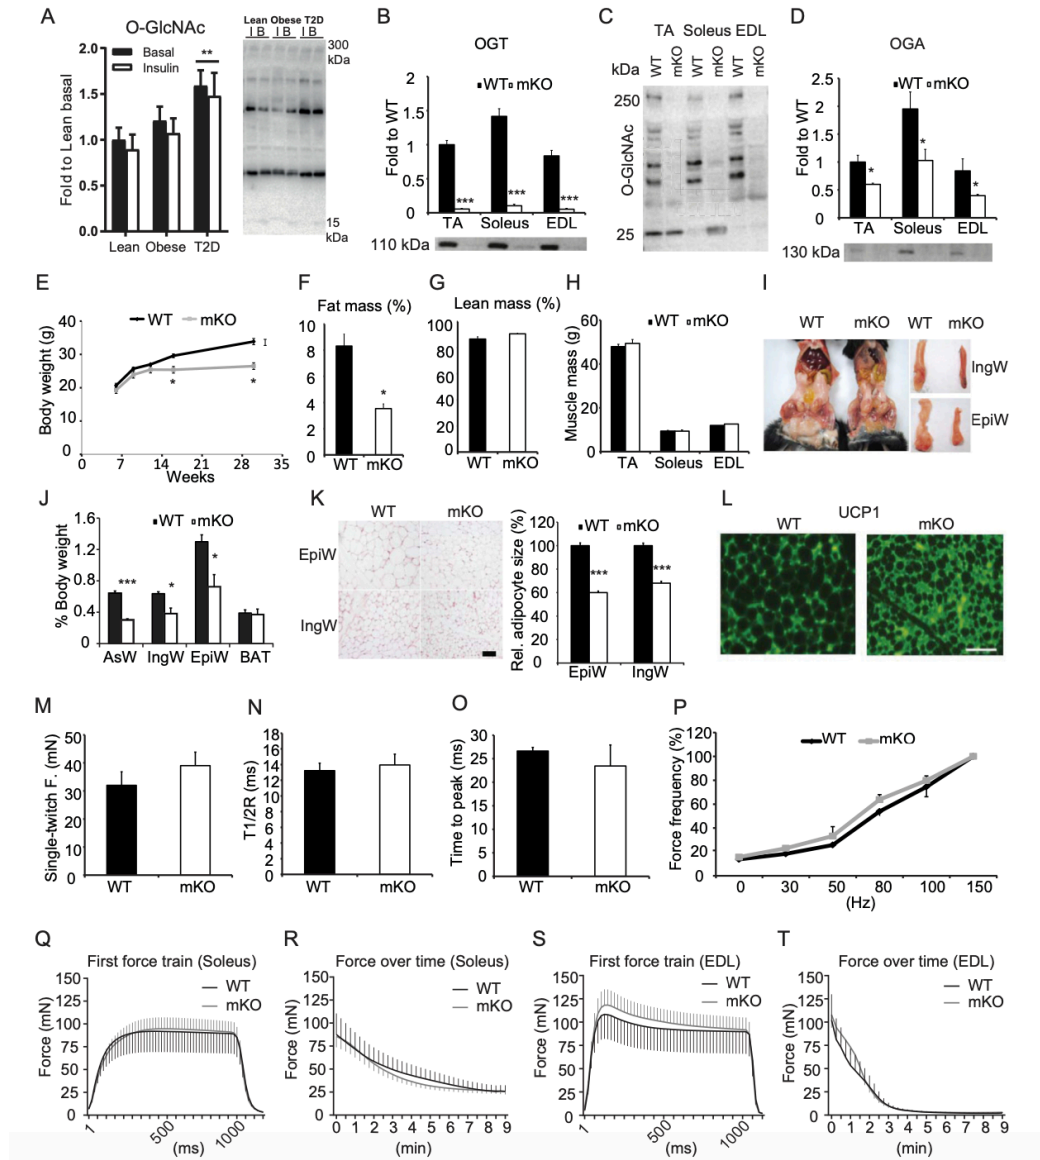 A
O-GlcNAc
Basal
Insulin
**
Fold to Lean basal
2.0
1.5
1.0
0.5
0.0
Lean Obese T2D
Lean Obese T2D
I B I B I B
300
kDa
15
kDa
B
OGT
WT mKO
Fold to WT
2
1.5
1
0.5
0
*** *** ***
TA Soleus EDL
110 kDa
C
TA Soleus EDL
WT mKO WT mKO WT mKO
kDa
250
O-GlcNAc
25
D
OGA
WT mKO
Fold to WT
2.5
2
1.5
1
0.5
0
* * *
TA Soleus EDL
130 kDa
E
WT mKO
Body weight (g)
40
30
20
10
0
* *
0 7 14 21 28 35
Weeks
F
Fat mass (%)
10
8
6
4
2
0
*
WT mKO
G
Lean mass (%)
100
80
100
80
20
0
WT mKO
H
WT mKO
Muscle mass (g)
60
40
20
0
TA Soleus EDL
I
WT mKO WT mKO
IngW
EpiW
J
WT mKO
% Body weight
1.6
1.2
0.8
0.4
0
*** * *
AsW IngW EpiW BAT
K
WT mKO
EpiW
IngW
WT mKO
Rel. adipocyte size (%)
120
100
80
60
40
20
0
*** ***
EpiW IngW
L
UCP1
WT mKO
M
Single-twitch F. (mN)
50
40
30
20
10
0
WT mKO
N
T1/2R (ms)
18
16
14
12
10
8
6
4
2
0
WT mKO
O
Time to peak (ms)
30
25
20
15
10
5
0
WT mKO
P
WT mKO
Force frequency (%)
120
100
80
60
40
20
0 30 50 80 100 150
(Hz)
Q
First force train (Soleus)
WT
mKO
Force (mN)
150
125
100
75
50
25
0
1 500 1000
(ms)
R
Force over time (Soleus)
WT
mKO
Force (mN)
150
125
100
75
50
25
0
0 1 2 3 4 5 6 7 8 9
(min)
S
First force train (EDL)
WT
mKO
Force (mN)
150
125
100
75
50
25
0
1 500 1000
(ms)
T
Force over time (EDL)
WT
mKO
Force (mN)
150
125
100
75
50
25
0
0 1 2 3 4 5 6 7 8 9
(min)